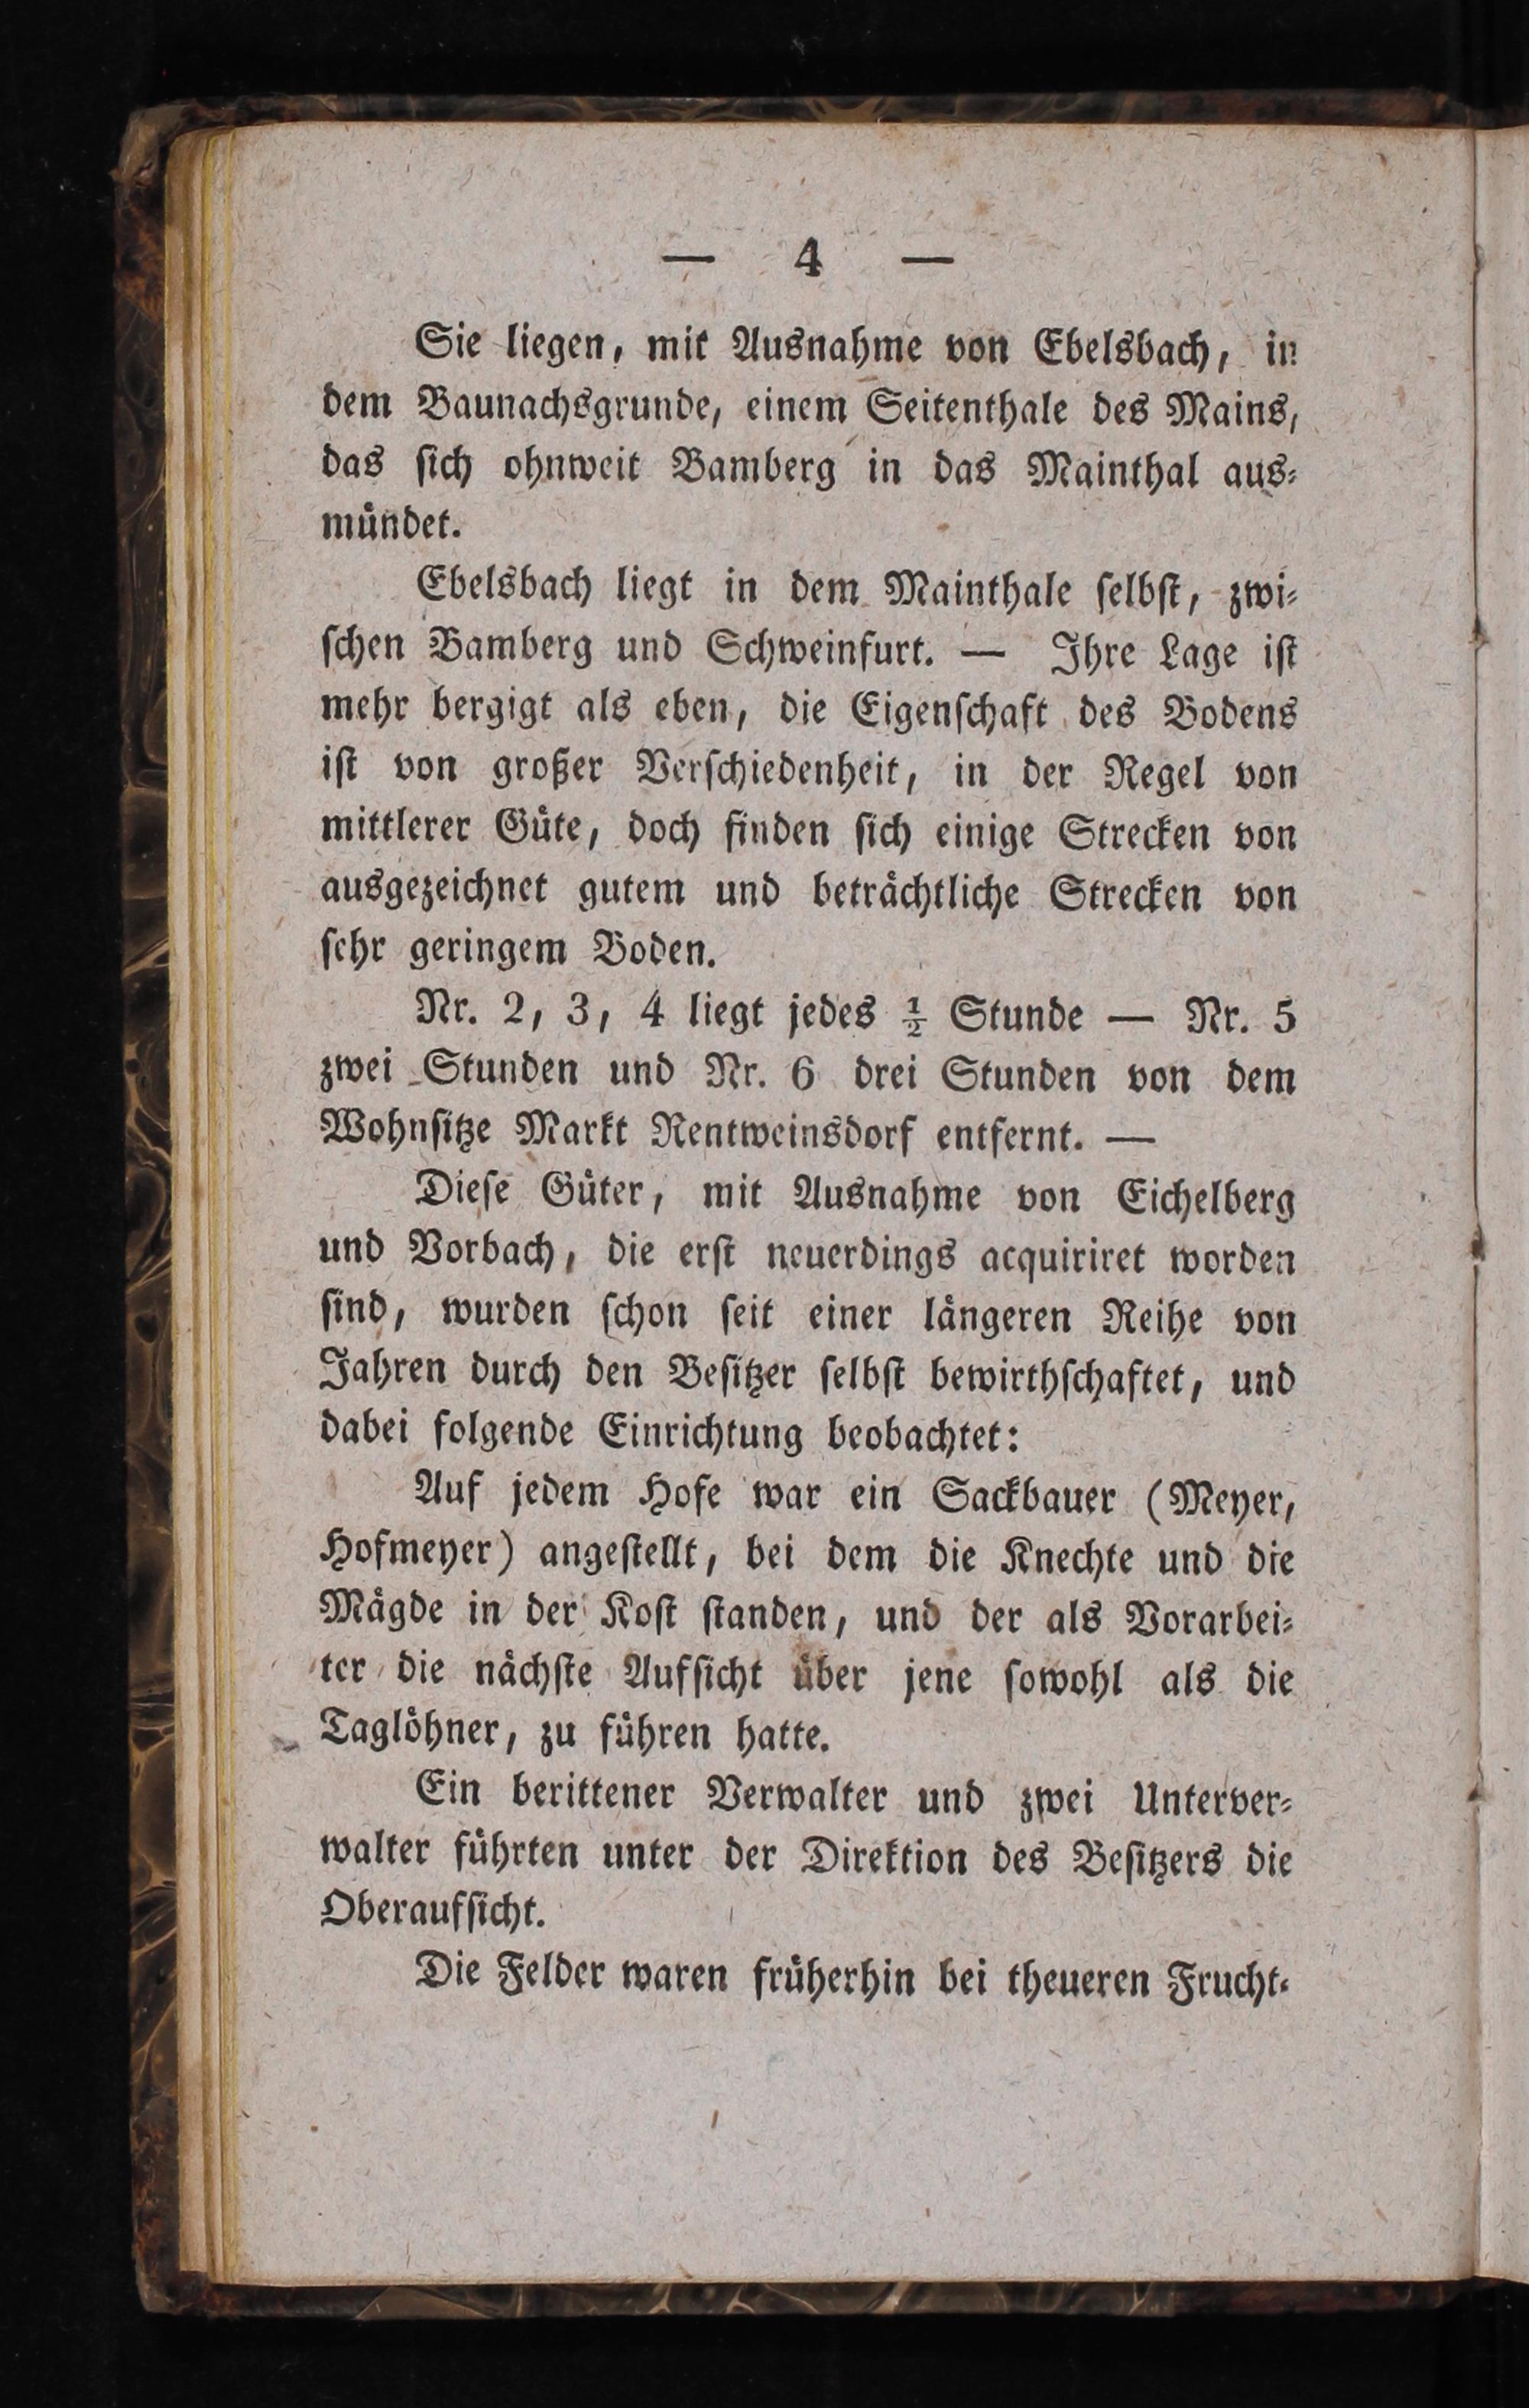 — 4 —
Sie liegen, mit Ausnahme von Ebelsbach, in
dem Baunachsgrunde, einem Seitenthale des Mains,
das ſich ohnweit Bamberg in das Mainthal aus⸗
mündet.
Ebelsbach liegt in dem Mainthale ſelbſt, zwi⸗
ſchen Bamberg und Schweinfurt. — Ihre Lage iſt
mehr bergigt als eben, die Eigenſchaft des Bodens
iſt von großer Verſchiedenheit, in der Regel von
mittlerer Güte, doch finden ſich einige Strecken von
ausgezeichnet gutem und beträchtliche Strecken von
ſehr geringem Boden.
Nr. 2, 3, 4 liegt jedes ½ Stunde — Nr. 5
zwei Stunden und Nr. 6 drei Stunden von dem
Wohnſitze Markt Rentweinsdorf entfernt. —
Dieſe Güter, mit Ausnahme von Eichelberg
und Vorbach, die erſt neuerdings acquiriret worden
ſind, wurden ſchon ſeit einer längeren Reihe von
Jahren durch den Beſitzer ſelbſt bewirthſchaftet, und
dabei folgende Einrichtung beobachtet:
Auf jedem Hofe war ein Sackbauer (Meyer,
Hofmeyer) angeſtellt, bei dem die Knechte und die
Mägde in der Koſt ſtanden, und der als Vorarbei⸗
ter die nächſte Aufſicht über jene ſowohl als die
Taglöhner, zu führen hatte.
Ein berittener Verwalter und zwei Unterver⸗
walter führten unter der Direktion des Beſitzers die
Oberaufſicht.
Die Felder waren früherhin bei theueren Frucht⸗